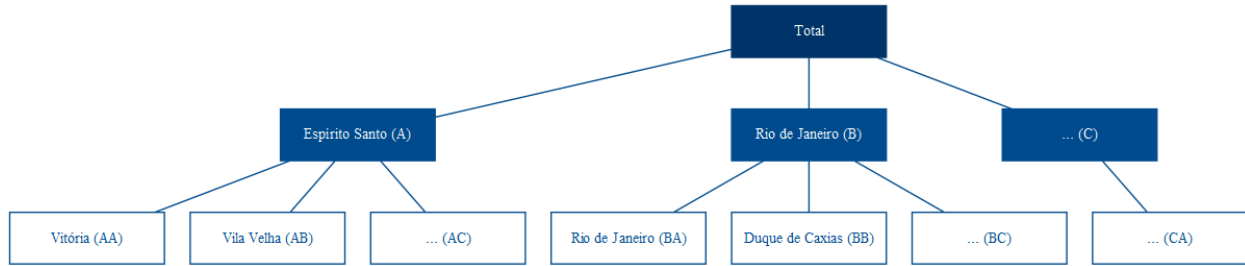 Total
Espírito Santo (A)
Rio de Janeiro (B)
... (C)
Vitória (AA)
Vila Velha (AB)
... (AC)
Rio de Janeiro (BA)
Duque de Caxias (BB)
... (BC)
... (CA)